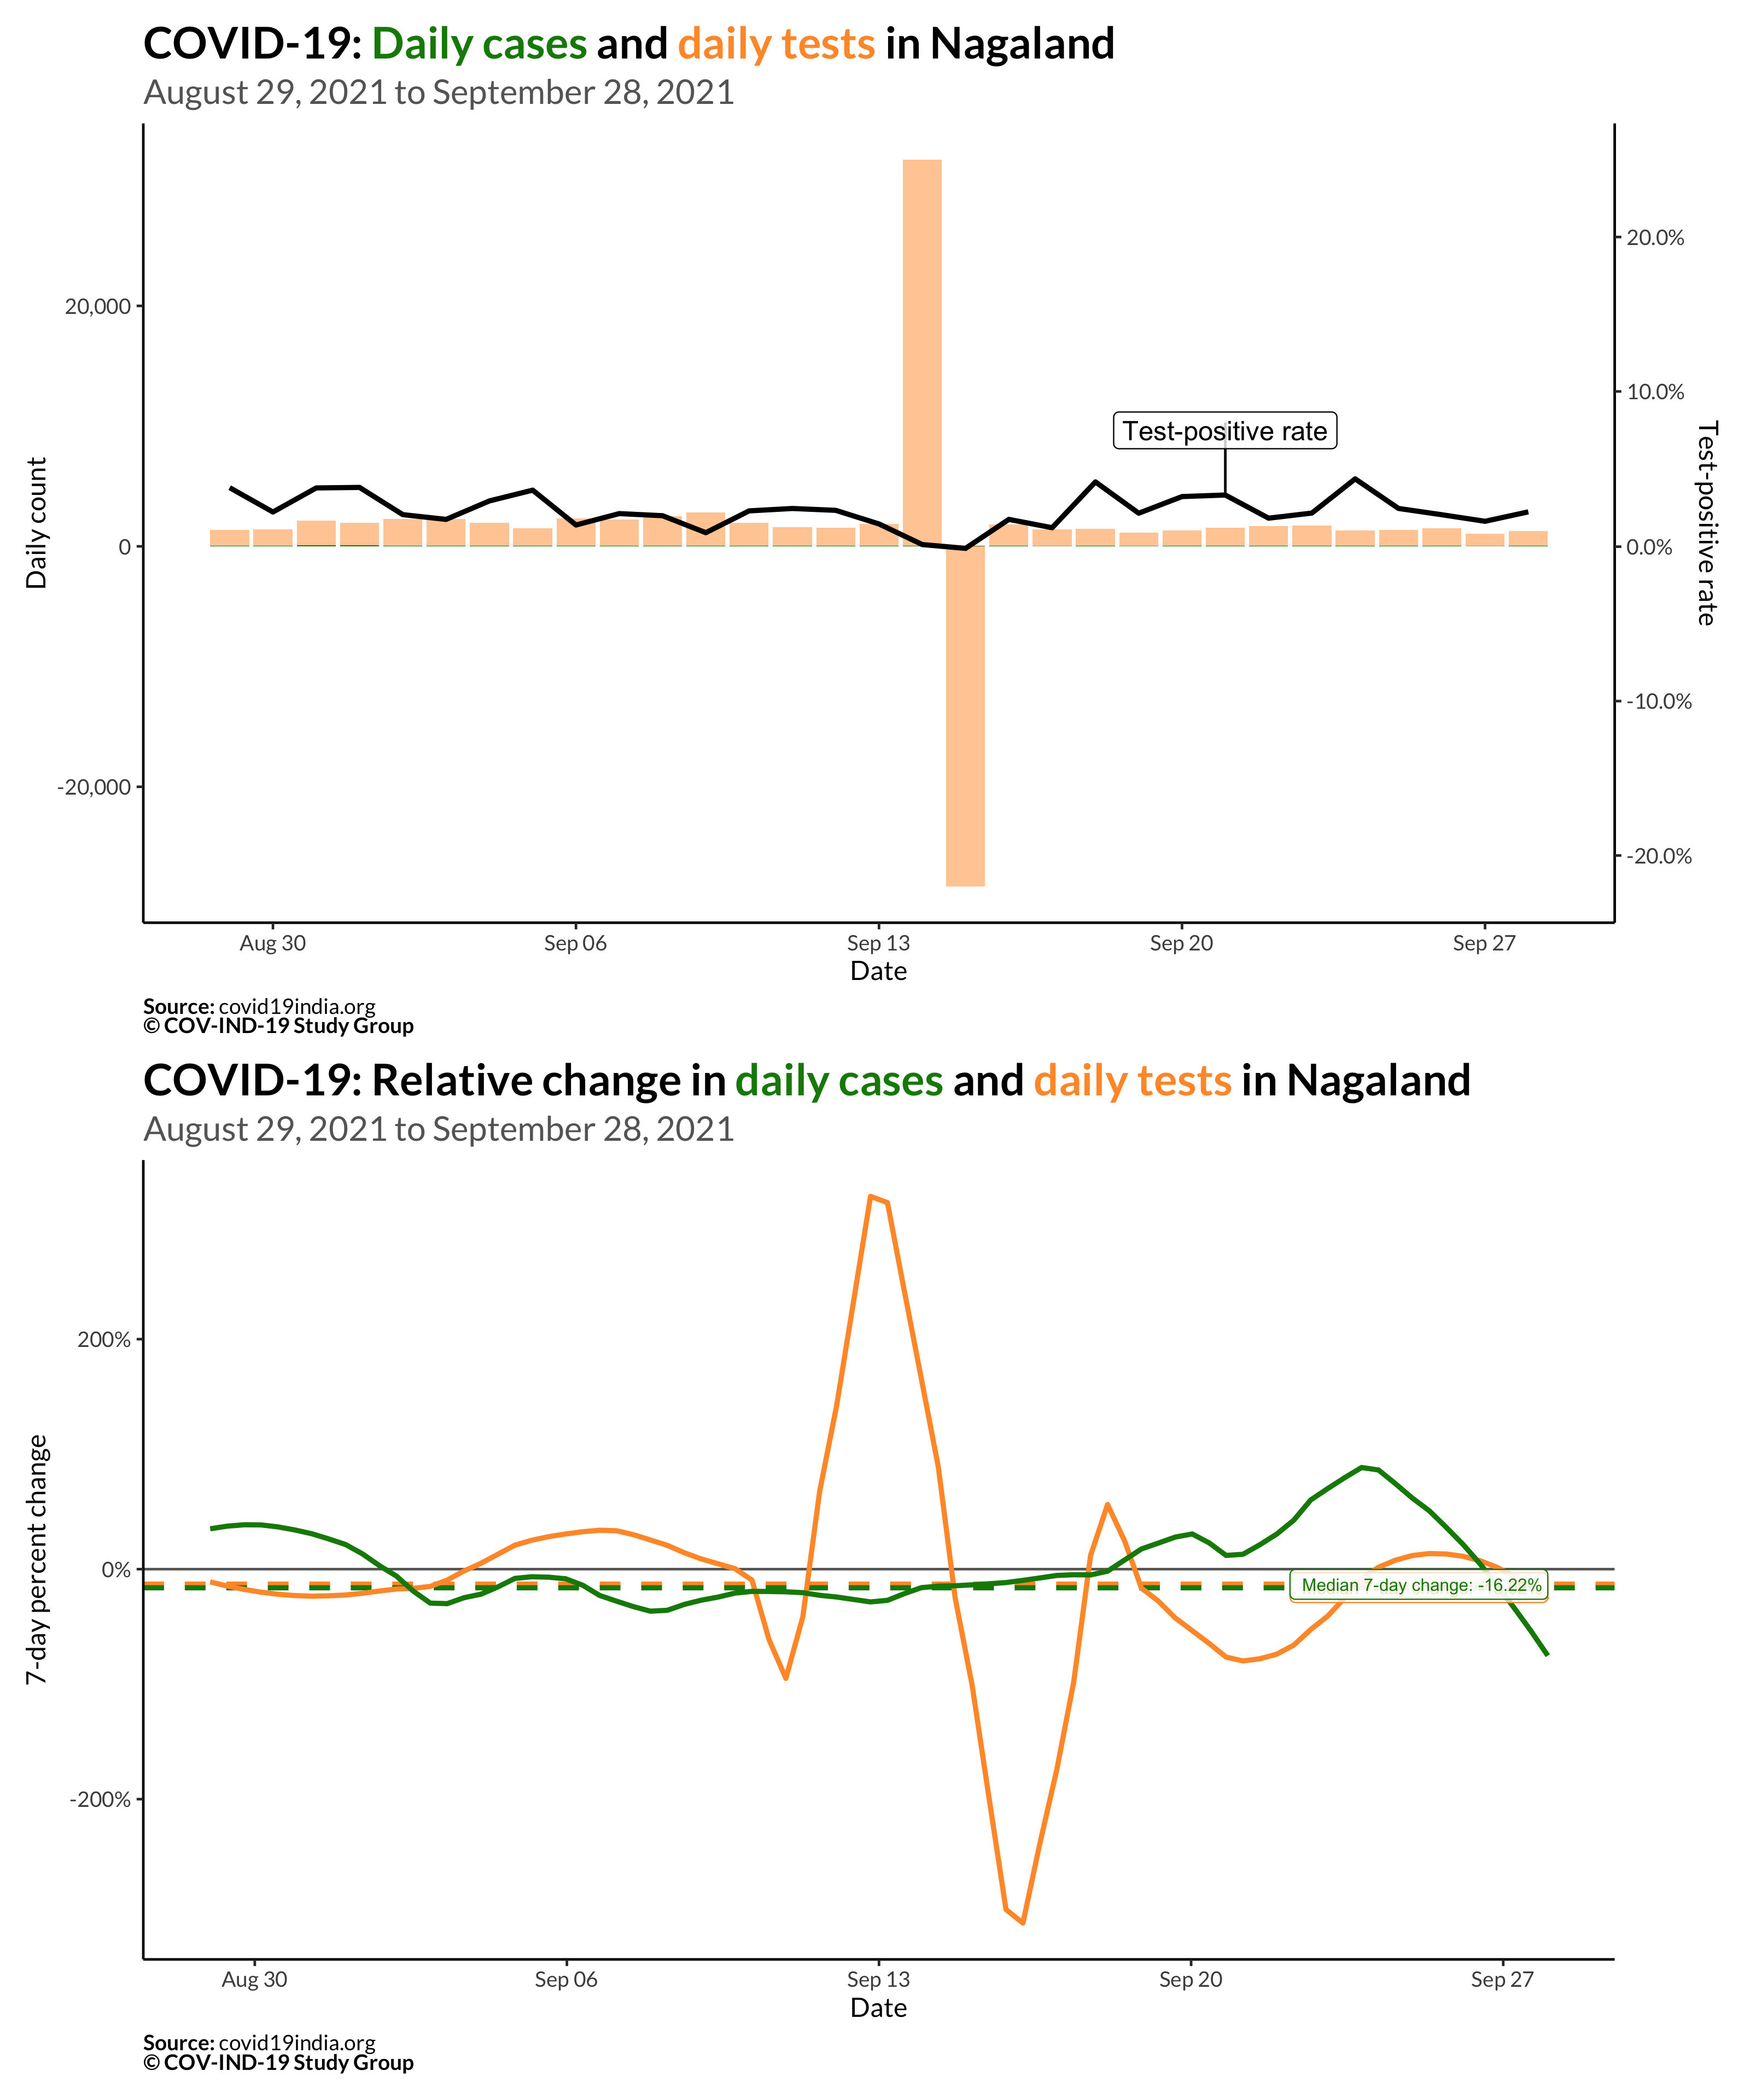 COVID-19: Daily cases and daily tests in Nagaland
August 29, 2021 to September 28, 2021
20,000
0
-20,000
Daily count
Test-positive rate
20.0%
10.0%
0.0%
-10.0%
-20.0%
Test-positive rate
Aug 30
Sep 06
Sep 13
Sep 20
Sep 27
Date
Source: covid19india.org
© COV-IND-19 Study Group
COVID-19: Relative change in daily cases and daily tests in Nagaland
August 29, 2021 to September 28, 2021
200%
0%
-200%
7-day percent change
Median 7-day change: -16.22%
Aug 30
Sep 06
Sep 13
Sep 20
Sep 27
Date
Source: covid19india.org
© COV-IND-19 Study Group